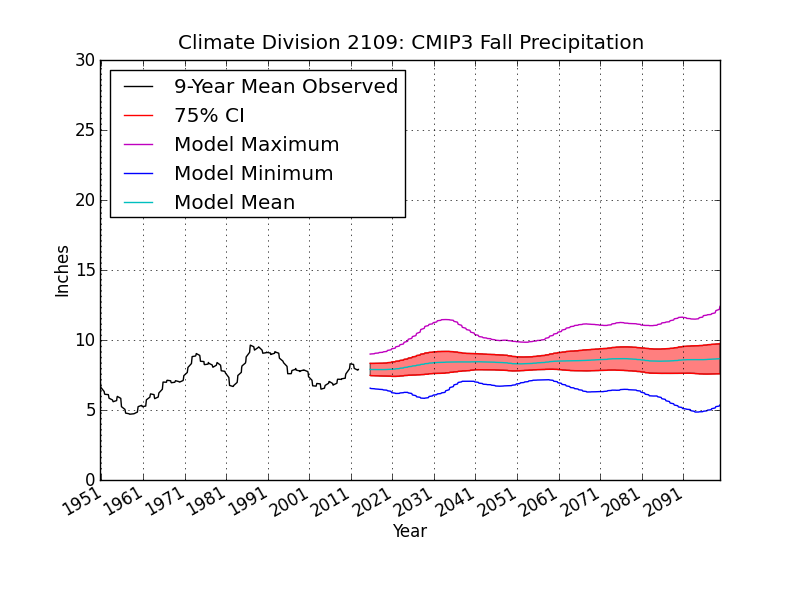 Climate Division 2109: CMIP3 Fall Precipitation
30
25
20
15
10
5
0
Inches
9-Year Mean Observed
75% CI
Model Maximum
Model Minimum
Model Mean
1951 1961 1971 1981 1991 2001 2011 2021 2031 2041 2051 2061 2071 2081 2091
Year